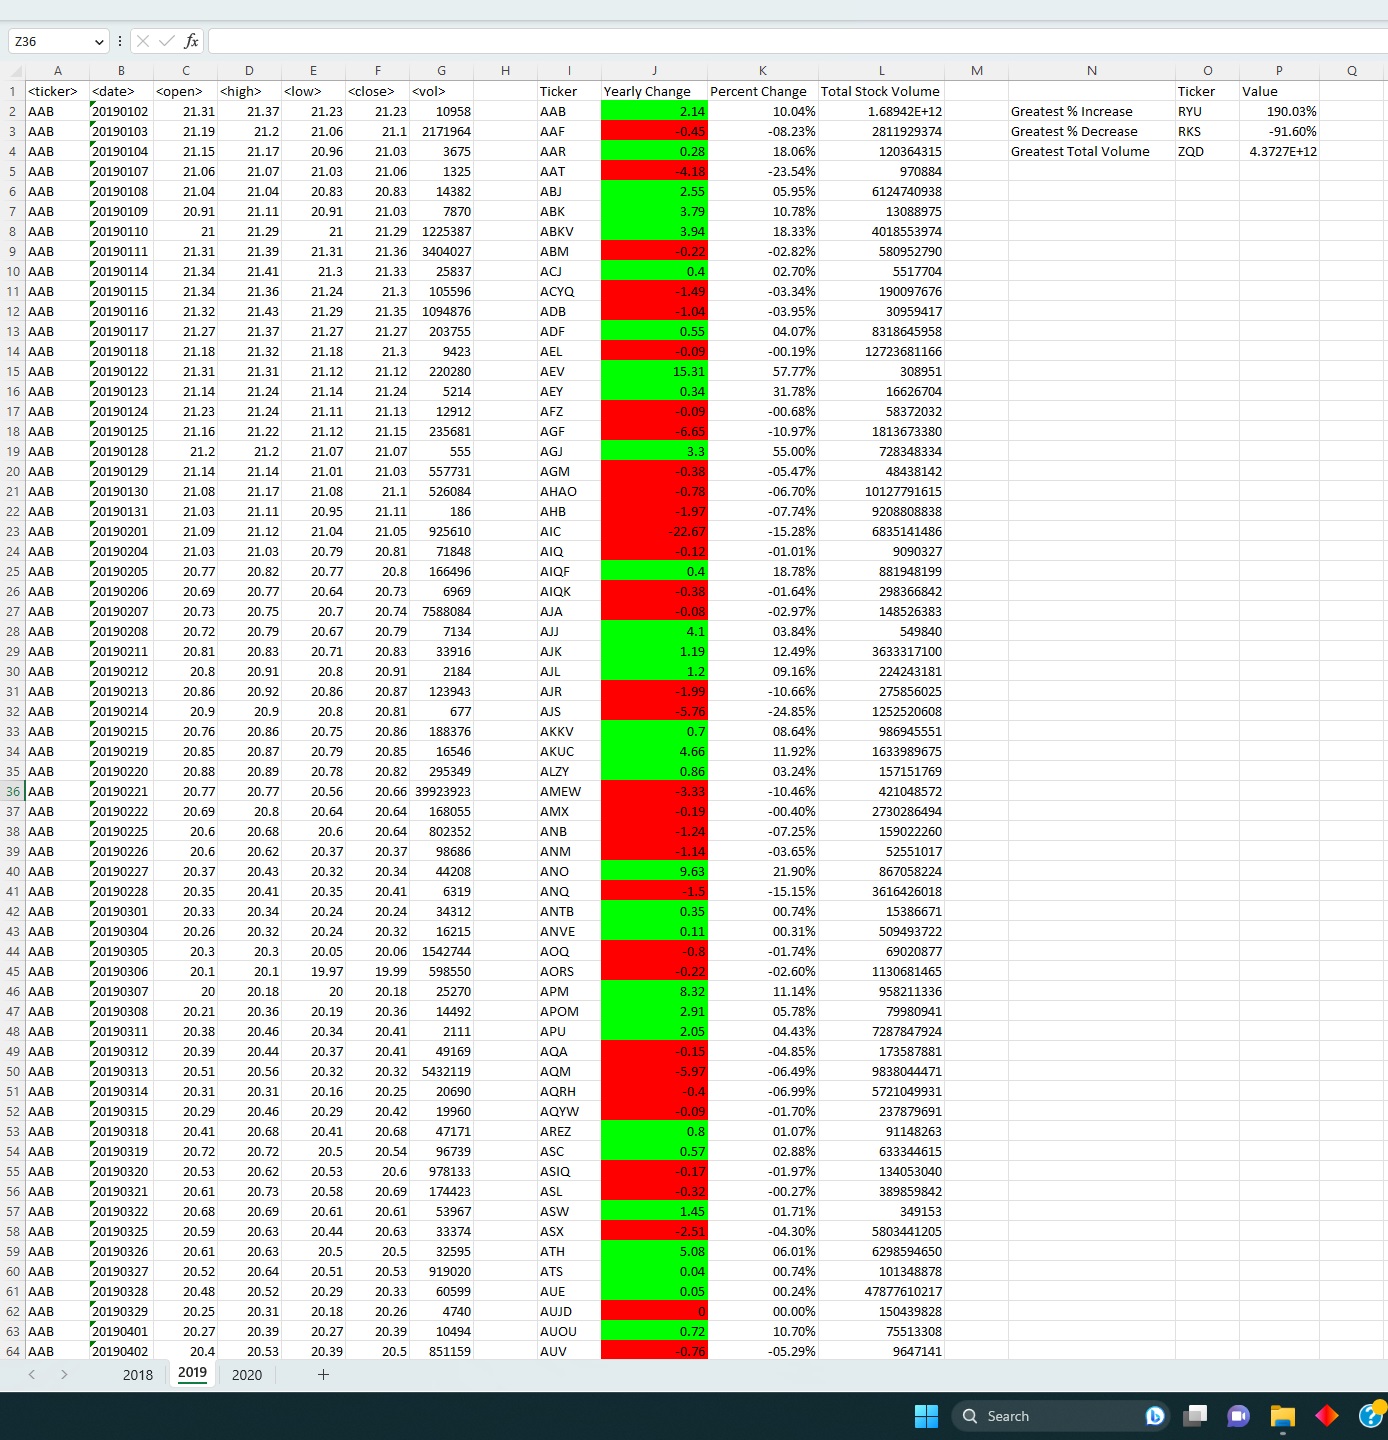 Z36 fx
A B C D E F G H I J K L M N O P Q
1 <ticker> <date> <open> <high> <low> <close> <vol> Ticker Yearly Change Percent Change Total Stock Volume Ticker Value
2 AAB 20190102 21.31 21.37 21.23 21.23 10958 AAB 2.14 10.04% 1.68942E+12 Greatest % Increase RYU 190.03%
3 AAB 20190103 21.19 21.2 21.06 21.1 2171964 AAF -0.45 -08.23% 2811929374 Greatest % Decrease RKS -91.60%
4 AAB 20190104 21.15 21.17 20.96 21.03 3675 AAR 0.28 18.06% 120364315 Greatest Total Volume ZQD 4.3727E+12
5 AAB 20190107 21.06 21.07 21.03 21.06 1325 AAT -4.18 -23.54% 970884
6 AAB 20190108 21.04 21.04 20.83 20.83 14382 ABJ 2.55 05.95% 6124740938
7 AAB 20190109 20.91 21.11 20.91 21.03 7870 ABK 3.79 10.78% 13088975
8 AAB 20190110 21 21.29 21 21.29 1225387 ABKV 3.94 18.33% 4018553974
9 AAB 20190111 21.31 21.39 21.31 21.36 3404027 ABM -0.22 -02.82% 580952790
10 AAB 20190114 21.34 21.41 21.3 21.33 25837 ACJ 0.4 02.70% 5517704
11 AAB 20190115 21.34 21.36 21.24 21.3 105596 ACYQ -1.49 -03.34% 190097676
12 AAB 20190116 21.32 21.43 21.29 21.35 1094876 ADB -1.04 -03.95% 30959417
13 AAB 20190117 21.27 21.37 21.27 21.27 203755 ADF 0.55 04.07% 8318645958
14 AAB 20190118 21.18 21.32 21.18 21.3 9423 AEL -0.09 -00.19% 12723681166
15 AAB 20190122 21.31 21.31 21.12 21.12 220280 AEV 15.31 57.77% 308951
16 AAB 20190123 21.14 21.24 21.14 21.24 5214 AEY 0.34 31.78% 16626704
17 AAB 20190124 21.23 21.24 21.11 21.13 12912 AFZ -0.09 -00.68% 58372032
18 AAB 20190125 21.16 21.22 21.12 21.15 235681 AGF -6.65 -10.97% 1813673380
19 AAB 20190128 21.2 21.2 21.07 21.07 555 AGJ 3.3 55.00% 728348334
20 AAB 20190129 21.14 21.14 21.01 21.03 557731 AGM -0.38 -05.47% 48438142
21 AAB 20190130 21.08 21.17 21.08 21.1 526084 AHAO -0.78 -06.70% 10127791615
22 AAB 20190131 21.03 21.11 20.95 21.11 186 AHB -1.97 -07.74% 9208808838
23 AAB 20190201 21.09 21.12 21.04 21.05 925610 AIC -22.67 -15.28% 6835141486
24 AAB 20190204 21.03 21.03 20.79 20.81 71848 AIQ -0.12 -01.01% 9090327
25 AAB 20190205 20.77 20.82 20.77 20.8 166496 AIQF 0.4 18.78% 881948199
26 AAB 20190206 20.69 20.77 20.64 20.73 6969 AIQK -0.38 -01.64% 298366842
27 AAB 20190207 20.73 20.75 20.7 20.74 7588084 AJA -0.08 -02.97% 148526383
28 AAB 20190208 20.72 20.79 20.67 20.79 7134 AJJ 4.1 03.84% 549840
29 AAB 20190211 20.81 20.83 20.71 20.83 33916 AJK 1.19 12.49% 3633317100
30 AAB 20190212 20.8 20.91 20.8 20.91 2184 AJL 1.2 09.16% 224243181
31 AAB 20190213 20.86 20.92 20.86 20.87 123943 AJR -1.99 -10.66% 275856025
32 AAB 20190214 20.9 20.9 20.8 20.81 677 AJS -5.76 -24.85% 1252520608
33 AAB 20190215 20.76 20.86 20.75 20.86 188376 AKKV 0.7 08.64% 986945551
34 AAB 20190219 20.85 20.87 20.79 20.85 16546 AKUC 4.66 11.92% 1633989675
35 AAB 20190220 20.88 20.89 20.78 20.82 295349 ALZY 0.86 03.24% 157151769
36 AAB 20190221 20.77 20.77 20.56 20.66 39923923 AMEW -3.33 -10.46% 421048572
37 AAB 20190222 20.69 20.8 20.64 20.64 168055 AMX -0.19 -00.40% 2730286494
38 AAB 20190225 20.6 20.68 20.6 20.64 802352 ANB -1.24 -07.25% 159022260
39 AAB 20190226 20.6 20.62 20.37 20.37 98686 ANM -1.14 -03.65% 52551017
40 AAB 20190227 20.37 20.43 20.32 20.34 44208 ANO 9.63 21.90% 867058224
41 AAB 20190228 20.35 20.41 20.35 20.41 6319 ANQ -1.5 -15.15% 3616426018
42 AAB 20190301 20.33 20.34 20.24 20.24 34312 ANTB 0.35 00.74% 15386671
43 AAB 20190304 20.26 20.32 20.24 20.32 16215 ANVE 0.11 00.31% 509493722
44 AAB 20190305 20.3 20.3 20.05 20.06 1542744 AOQ -0.8 -01.74% 69020877
45 AAB 20190306 20.1 20.1 19.97 19.99 598550 AORS -0.22 -02.60% 1130681465
46 AAB 20190307 20 20.18 20 20.18 25270 APM 8.32 11.14% 958211336
47 AAB 20190308 20.21 20.36 20.19 20.36 14492 APOM 2.91 05.78% 79980941
48 AAB 20190311 20.38 20.46 20.34 20.41 2111 APU 2.05 04.43% 7287847924
49 AAB 20190312 20.39 20.44 20.37 20.41 49169 AQA -0.15 -04.85% 173587881
50 AAB 20190313 20.51 20.56 20.32 20.32 5432119 AQM -5.97 -06.49% 9838044471
51 AAB 20190314 20.31 20.31 20.16 20.25 20690 AQRH -0.4 -06.99% 5721049931
52 AAB 20190315 20.29 20.46 20.29 20.42 19960 AQYW -0.09 -01.70% 237879691
53 AAB 20190318 20.41 20.68 20.41 20.68 47171 AREZ 0.8 01.07% 91148263
54 AAB 20190319 20.72 20.72 20.5 20.54 96739 ASC 0.57 02.88% 633344615
55 AAB 20190320 20.53 20.62 20.53 20.6 978133 ASIQ -0.17 -01.97% 134053040
56 AAB 20190321 20.61 20.73 20.58 20.69 174423 ASL -0.32 -00.27% 389859842
57 AAB 20190322 20.68 20.69 20.61 20.61 53967 ASW 1.45 01.71% 349153
58 AAB 20190325 20.59 20.63 20.44 20.63 33374 ASX -2.51 -04.30% 5803441205
59 AAB 20190326 20.61 20.63 20.5 20.5 32595 ATH 5.08 06.01% 6298594650
60 AAB 20190327 20.52 20.64 20.51 20.53 919020 ATS 0.04 00.74% 101348878
61 AAB 20190328 20.48 20.52 20.29 20.33 60599 AUE 0.05 00.24% 47877610217
62 AAB 20190329 20.25 20.31 20.18 20.26 4740 AUJD 0 00.00% 150439828
63 AAB 20190401 20.27 20.39 20.27 20.39 10494 AUOU 0.72 10.70% 75513308
64 AAB 20190402 20.4 20.53 20.39 20.5 851159 AUV -0.76 -05.29% 9647141
2018 2019 2020 +
Search